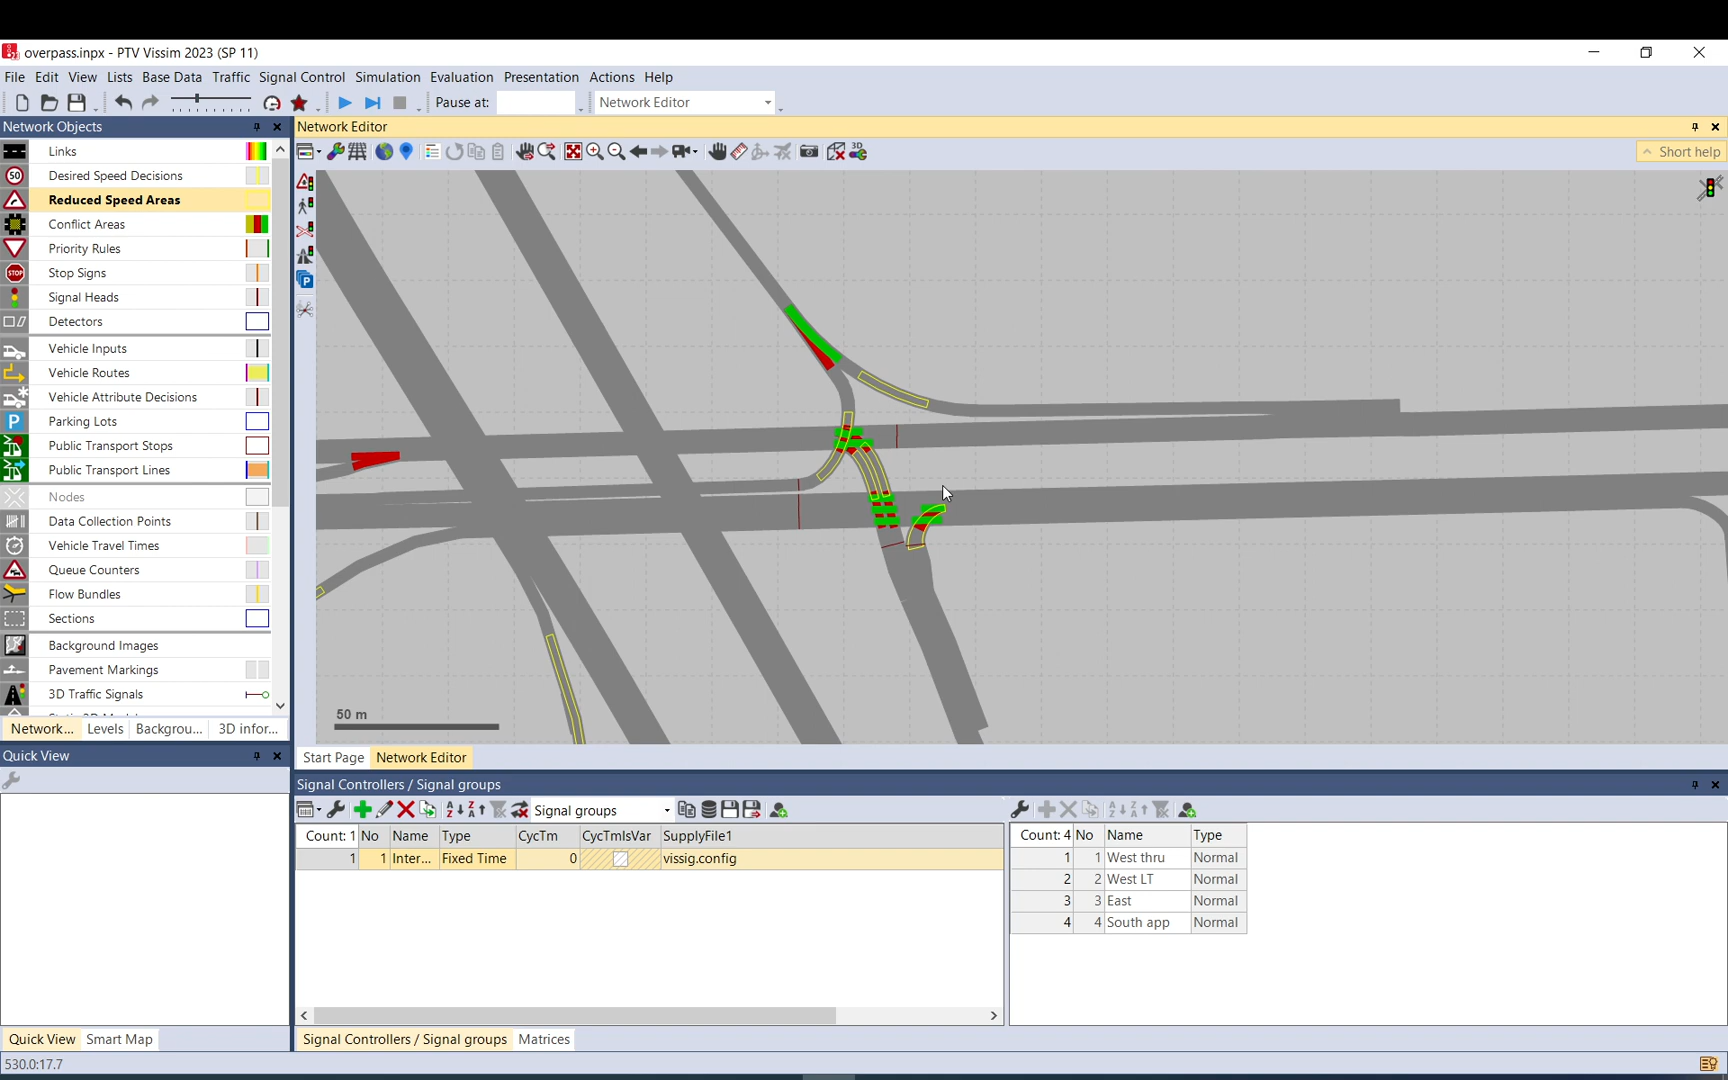 overpass.inpx - PTV Vissim 2023 (SP 11)
File Edit View Lists Base Data Traffic Signal Control Simulation Evaluation Presentation Actions Help
Pause at: Network Editor
Network Objects
Network Editor
Links
Short help
50 Desired Speed Decisions
Reduced Speed Areas
Conflict Areas
Priority Rules
STOP Stop Signs
Signal Heads
Detectors
Vehicle Inputs
Vehicle Routes
Vehicle Attribute Decisions
P Parking Lots
Public Transport Stops
Public Transport Lines
Nodes
Data Collection Points
Vehicle Travel Times
Queue Counters
Flow Bundles
Sections
Background Images
Pavement Markings
3D Traffic Signals
50 m
Network... Levels Backgrou... 3D infor...
Quick View
Start Page Network Editor
Signal Controllers / Signal groups
Signal groups
Count: 1 No Name Type CycTm CycTmIsVar SupplyFile1
1 1 Inter... Fixed Time 0 vissig.config
Count: 4 No Name Type
1 1 West thru Normal
2 2 West LT Normal
3 3 East Normal
4 4 South app Normal
Quick View Smart Map
Signal Controllers / Signal groups Matrices
530.0:17.7